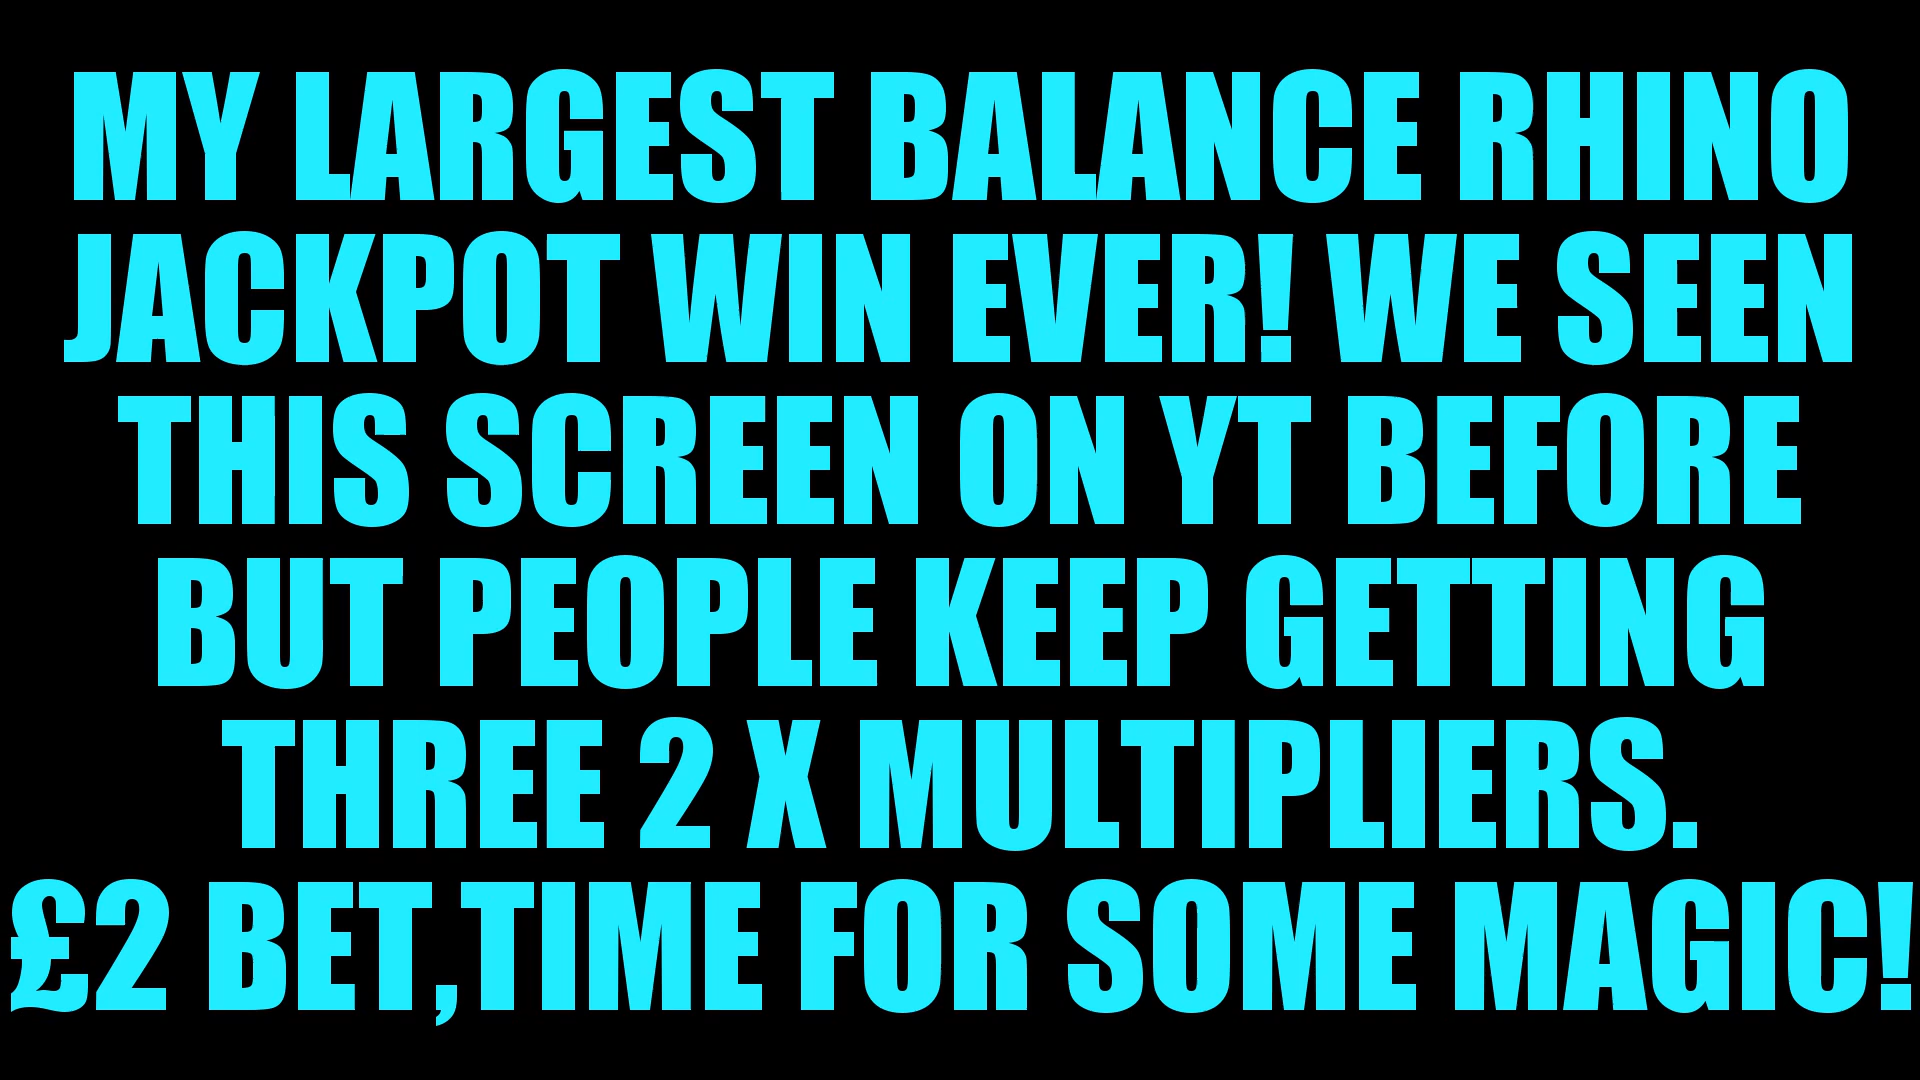 MY LARGEST BALANCE RHINO
JACKPOT WIN EVER! WE SEEN
THIS SCREEN ON YT BEFORE
BUT PEOPLE KEEP GETTING
THREE 2 X MULTIPLIERS.
£2 BET,TIME FOR SOME MAGIC!